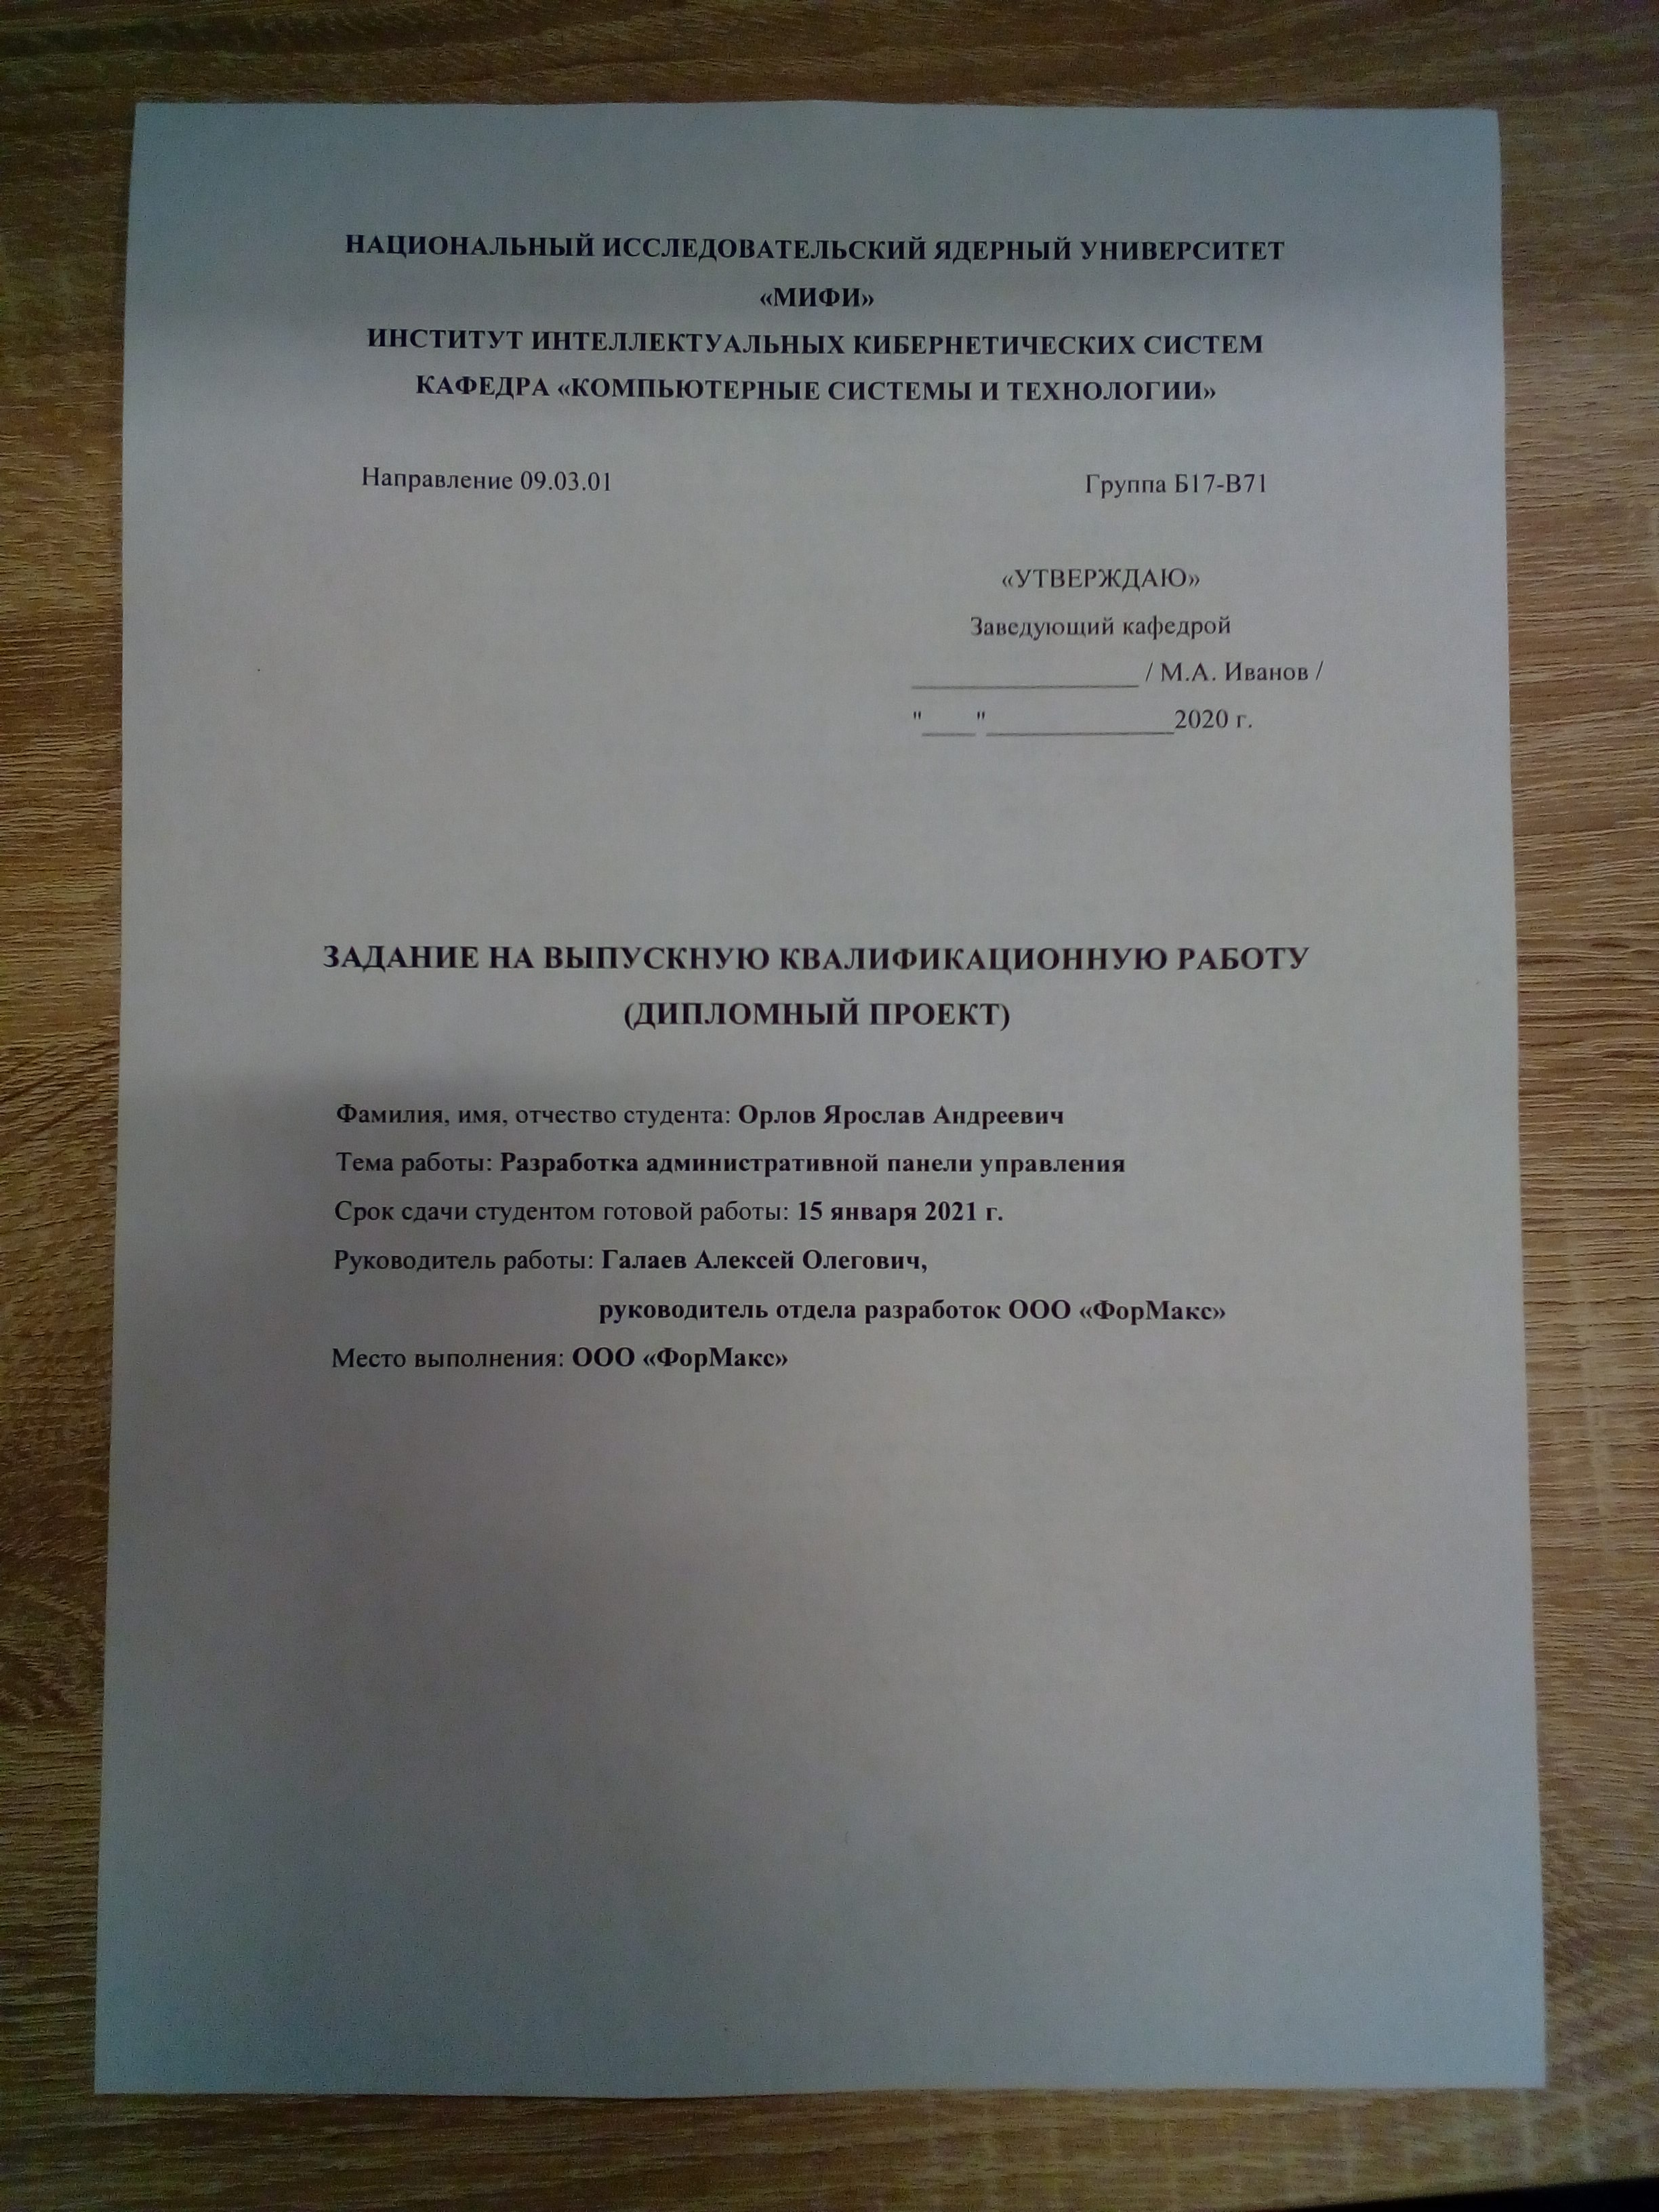 НАЦИОНАЛЬНЫЙ ИССЛЕДОВАТЕЛЬСКИЙ ЯДЕРНЫЙ УНИВЕРСИТЕТ
«МИФИ»
ИНСТИТУТ ИНТЕЛЛЕКТУАЛЬНЫХ КИБЕРНЕТИЧЕСКИХ СИСТЕМ
КАФЕДРА «КОМПЬЮТЕРНЫЕ СИСТЕМЫ И ТЕХНОЛОГИИ»
Направление 09.03.01 Группа Б17-В71
«УТВЕРЖДАЮ»
Заведующий кафедрой
_________________ / М.А. Иванов /
"____"______________2020 г.
ЗАДАНИЕ НА ВЫПУСКНУЮ КВАЛИФИКАЦИОННУЮ РАБОТУ
(ДИПЛОМНЫЙ ПРОЕКТ)
Фамилия, имя, отчество студента: Орлов Ярослав Андреевич
Тема работы: Разработка административной панели управления
Срок сдачи студентом готовой работы: 15 января 2021 г.
Руководитель работы: Галаев Алексей Олегович,
руководитель отдела разработок ООО «ФорМакс»
Место выполнения: ООО «ФорМакс»